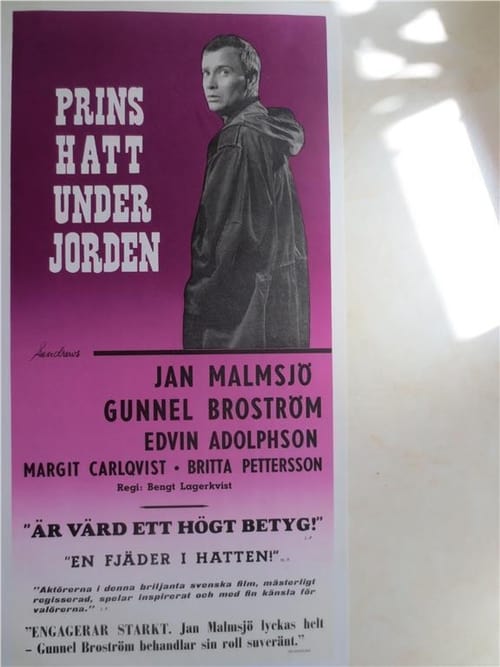 PRINS
HATT
UNDER
JORDEN
Sandrews
JAN MALMSJÖ
GUNNEL BROSTRÖM
EDVIN ADOLPHSON
MARGIT CARLQVIST • BRITTA PETTERSSON
Regi: Bengt Lagerkvist
"ÄR VÄRD ETT HÖGT BETYG!"
"EN FJÄDER I HATTEN!"
"Aktörerna i denna briljanta svenska film, mästerligt
regisserad, spelar inspirerat och med fin känsla för
valörerna."
"ENGAGERAR STARKT. Jan Malmsjö lyckas helt
– Gunnel Broström behandlar sin roll suveränt."